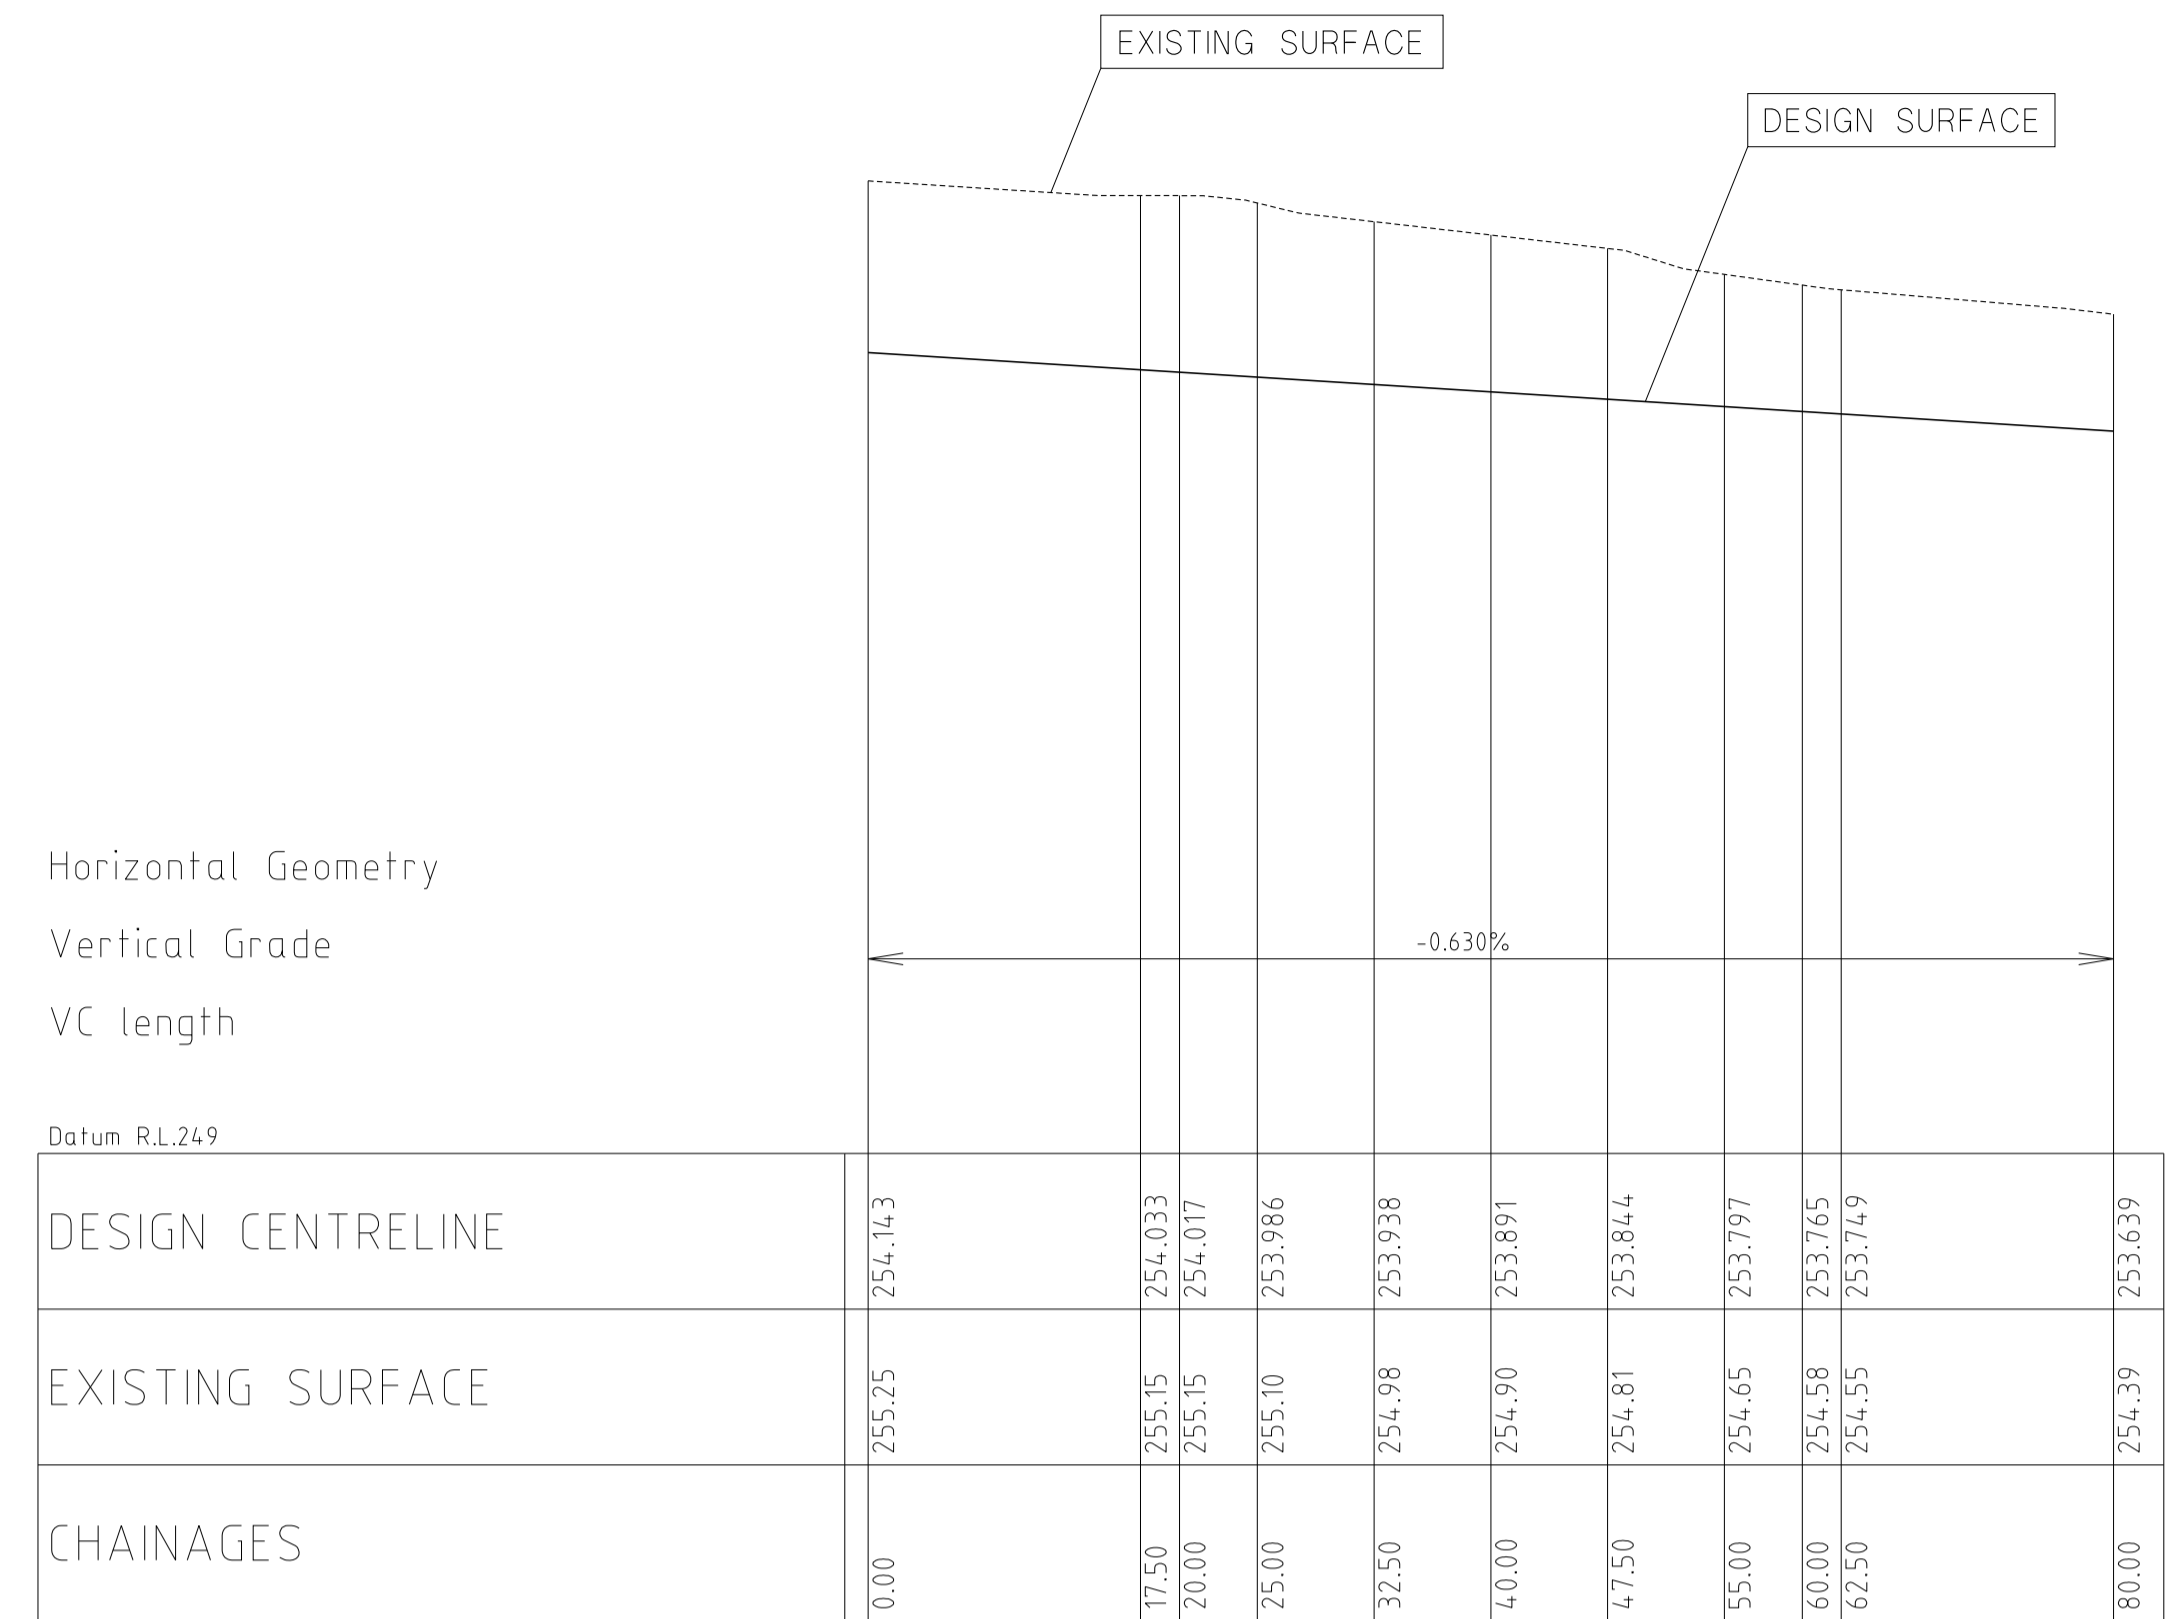 EXISTING SURFACE
DESIGN SURFACE
Horizontal Geometry
Vertical Grade
-0.630%
VC length
Datum R.L.249
DESIGN CENTRELINE 254.143 254.033 254.017 253.986 253.938 253.891 253.844 253.797 253.765 253.749 253.639
EXISTING SURFACE 255.25 255.15 255.15 255.10 254.98 254.90 254.81 254.65 254.58 254.55 254.39
CHAINAGES 0.00 17.50 20.00 25.00 32.50 40.00 47.50 55.00 60.00 62.50 80.00